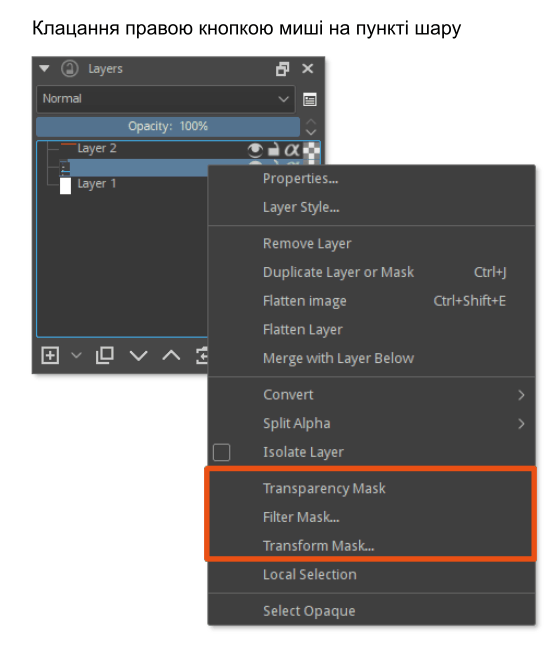 Клацання правою кнопкою миші на пункті шару
Layers
Normal
Opacity: 100%
Layer 2
Layer 1
Properties...
Layer Style...
Remove Layer
Duplicate Layer or Mask Ctrl+J
Flatten image Ctrl+Shift+E
Flatten Layer
Merge with Layer Below
Convert
Split Alpha
Isolate Layer
Transparency Mask
Filter Mask...
Transform Mask...
Local Selection
Select Opaque